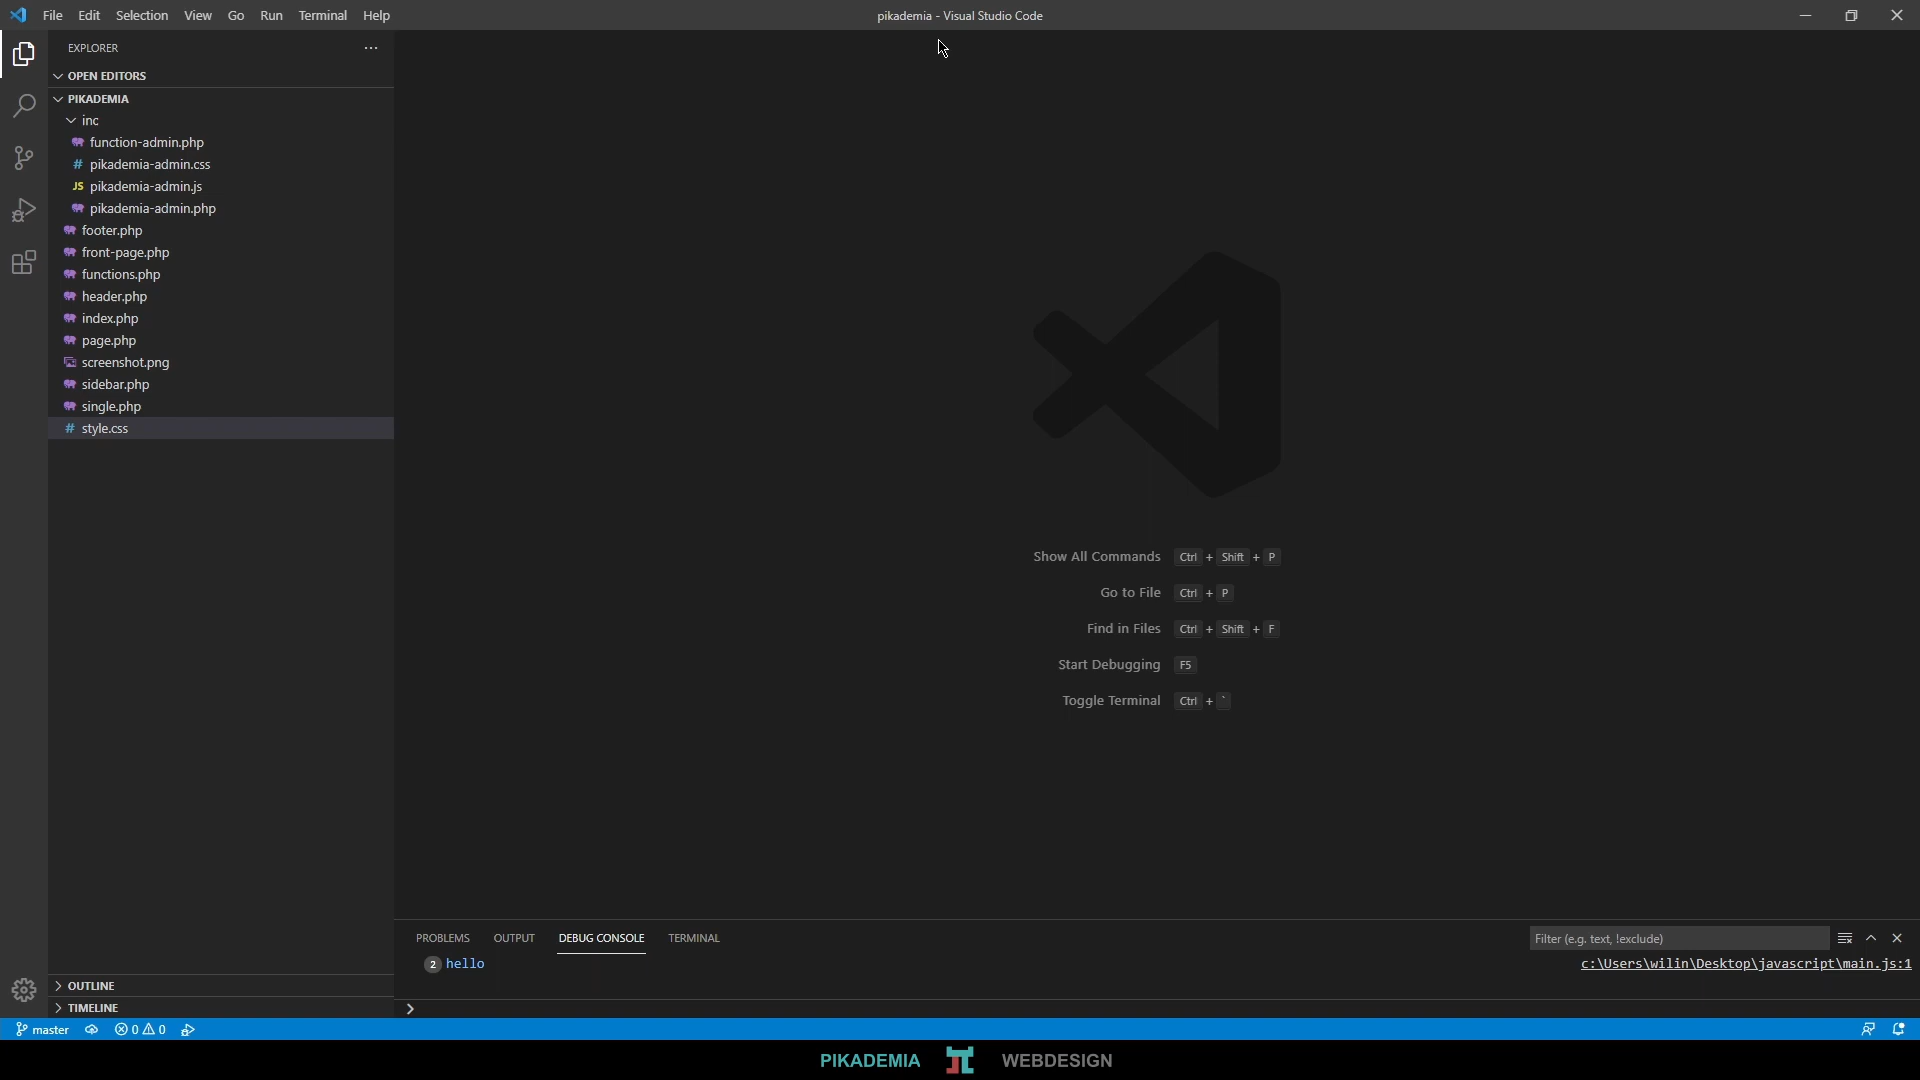 File Edit Selection View Go Run Terminal Help
pikademia - Visual Studio Code
EXPLORER
OPEN EDITORS
PIKADEMIA
inc
function-admin.php
# pikademia-admin.css
JS pikademia-admin.js
pikademia-admin.php
footer.php
front-page.php
functions.php
header.php
index.php
page.php
screenshot.png
sidebar.php
single.php
# style.css
OUTLINE
TIMELINE
Show All Commands Ctrl + Shift + P
Go to File Ctrl + P
Find in Files Ctrl + Shift + F
Start Debugging F5
Toggle Terminal Ctrl + `
PROBLEMS OUTPUT DEBUG CONSOLE TERMINAL
Filter (e.g. text, !exclude)
2 hello
c:\Users\wilin\Desktop\javascript\main.js:1
master 0 0
PIKADEMIA WEBDESIGN